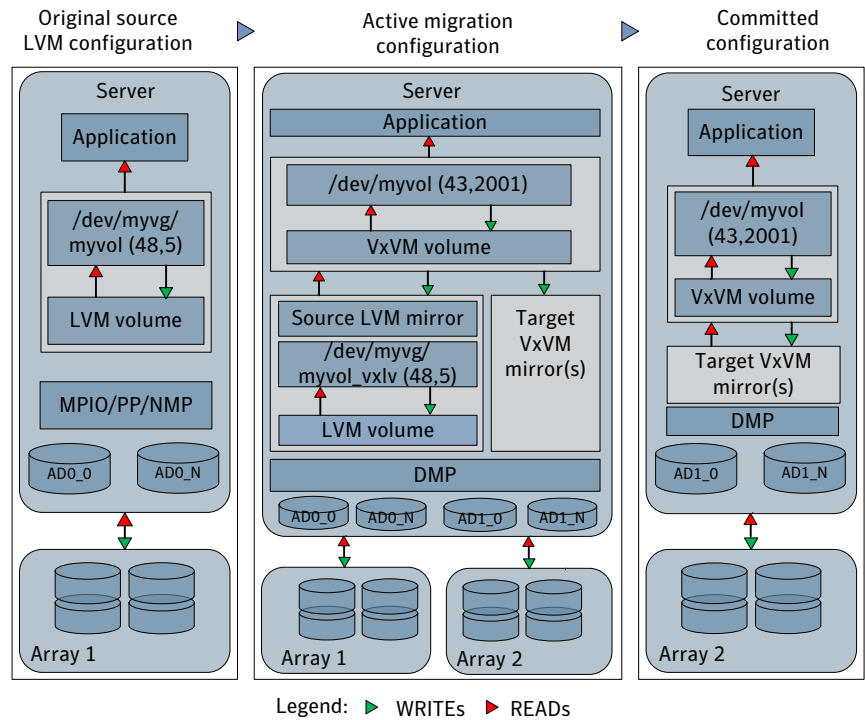 Original source
LVM configuration
Active migration
configuration
Committed
configuration
Server
Application
/dev/myvg/
myvol (48,5)
LVM volume
MPIO/PP/NMP
AD0_0
AD0_N
Array 1
Server
Application
/dev/myvol (43,2001)
VxVM volume
Source LVM mirror
/dev/myvg/
myvol_vxlv (48,5)
LVM volume
Target
VxVM
mirror(s)
DMP
AD0_0
AD0_N
AD1_0
AD1_N
Array 1
Array 2
Server
Application
/dev/myvol
(43,2001)
VxVM volume
Target VxVM
mirror(s)
DMP
AD1_0
AD1_N
Array 2
Legend: WRITEs READs